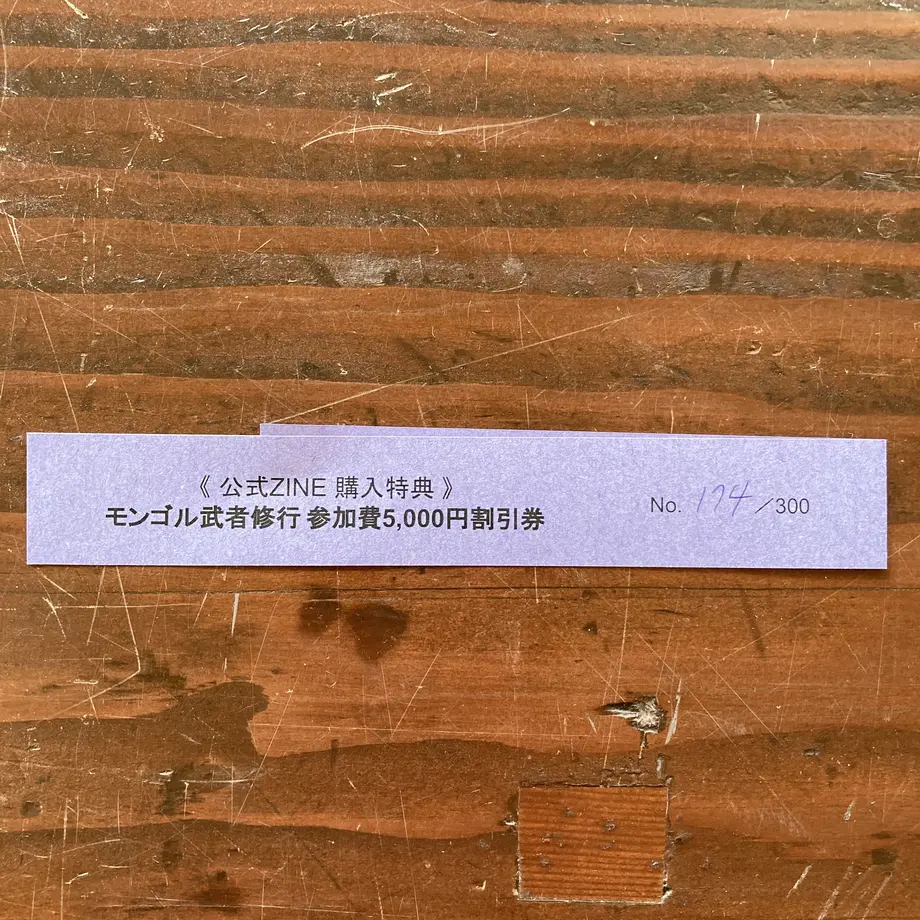 《 公式ZINE 購入特典 》
モンゴル武者修行 参加費5,000円割引券
No. 174/300